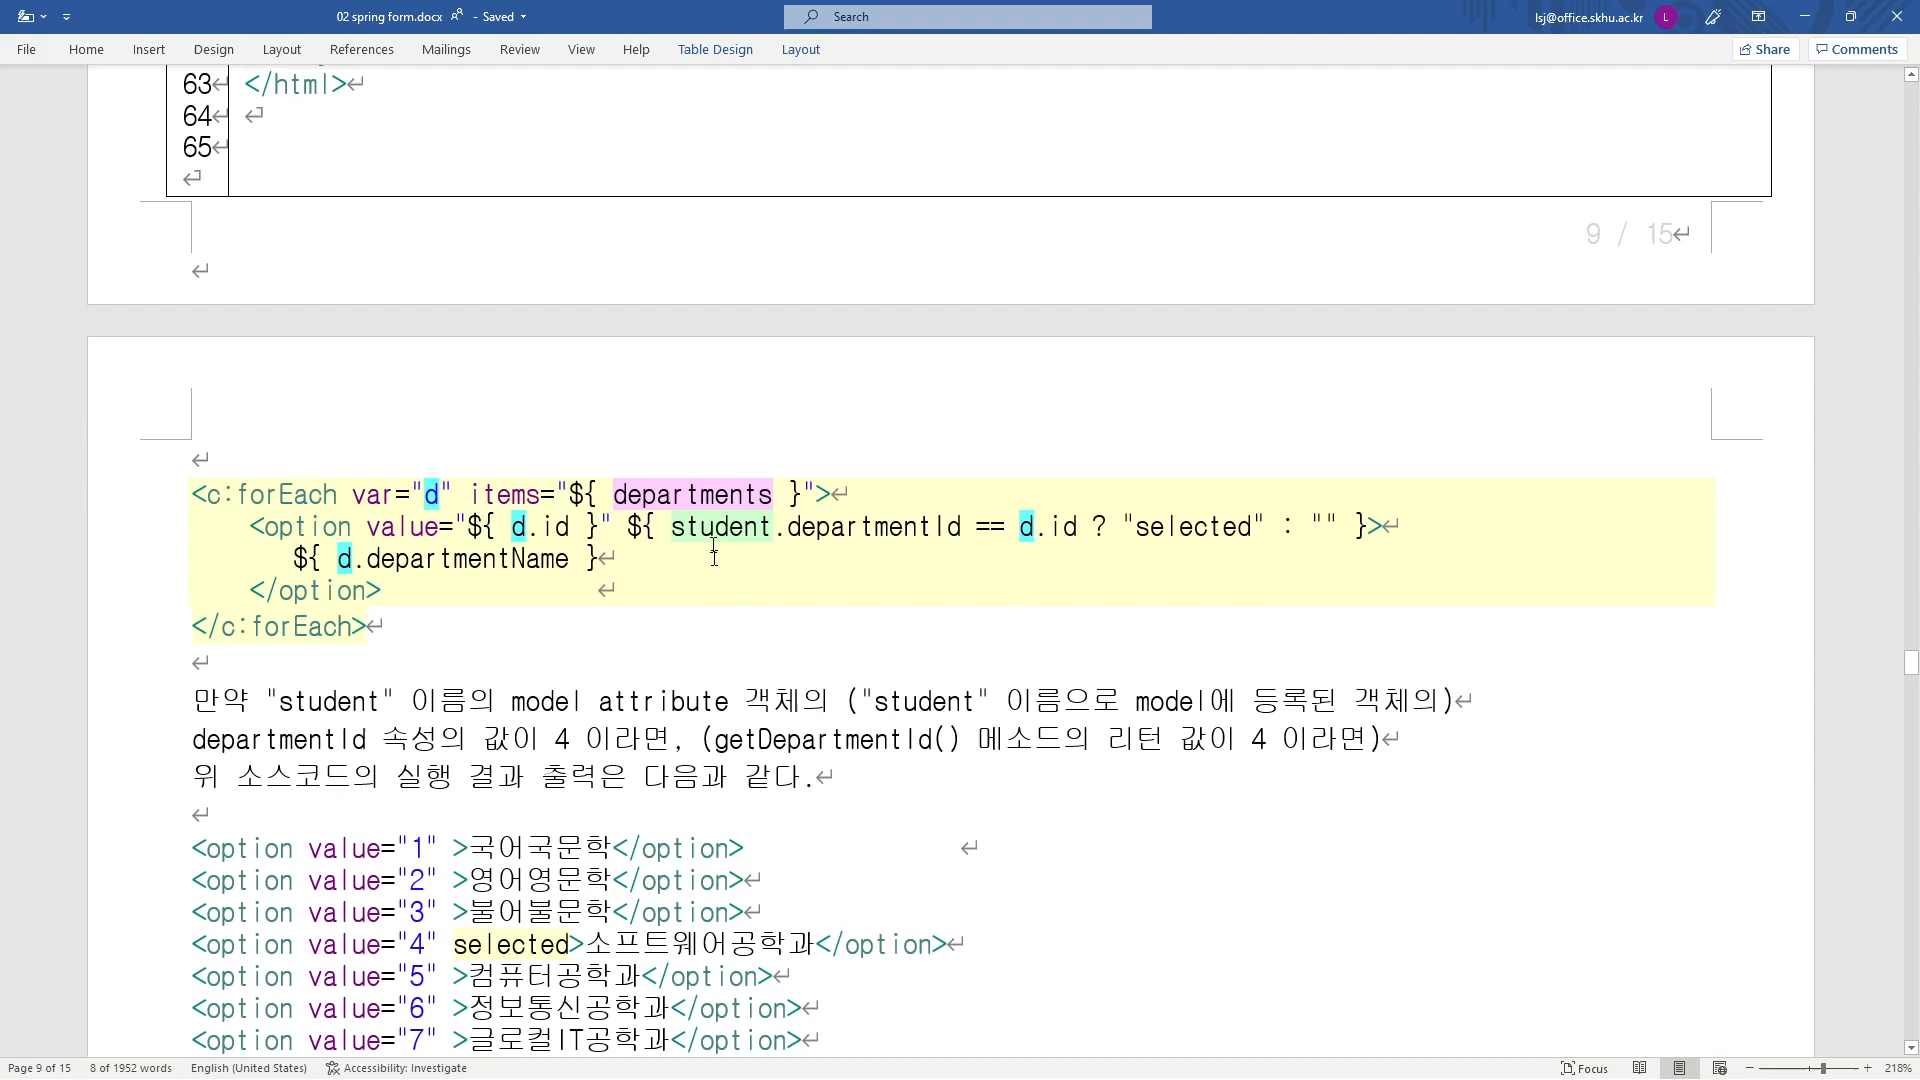 02 spring form.docx - Saved
Search
lsj@office.skhu.ac.kr L
File Home Insert Design Layout References Mailings Review View Help Table Design Layout Share Comments
63 </html>
64
65
9 / 15
<c:forEach var="d" items="${ departments }">
<option value="${ d.id }" ${ student.departmentId == d.id ? "selected" : "" }>
${ d.departmentName }
</option>
</c:forEach>
만약 "student" 이름의 model attribute 객체의 ("student" 이름으로 model에 등록된 객체의)
departmentId 속성의 값이 4 이라면, (getDepartmentId() 메소드의 리턴 값이 4 이라면)
위 소스코드의 실행 결과 출력은 다음과 같다.
<option value="1" >국어국문학</option>
<option value="2" >영어영문학</option>
<option value="3" >불어불문학</option>
<option value="4" selected>소프트웨어공학과</option>
<option value="5" >컴퓨터공학과</option>
<option value="6" >정보통신공학과</option>
<option value="7" >글로컬IT공학과</option>
Page 9 of 15 8 of 1952 words English (United States) Accessibility: Investigate Focus 218%